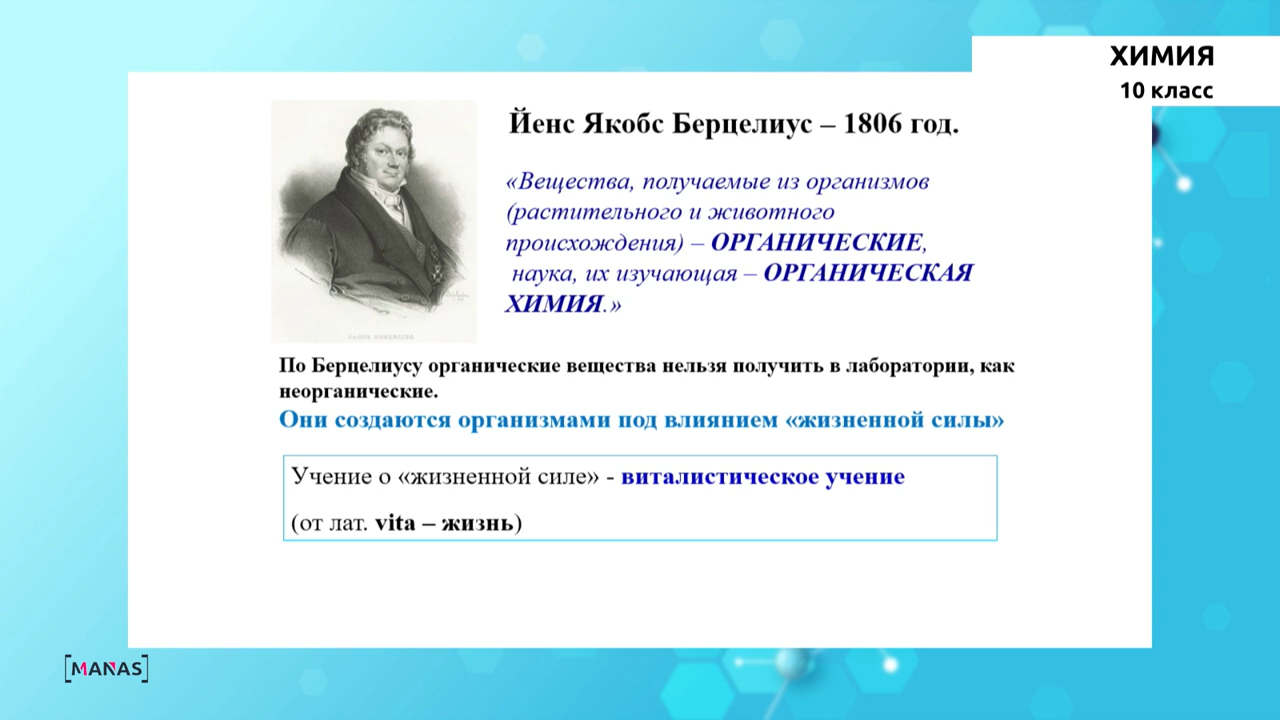 ХИМИЯ
10 класс
Йенс Якобс Берцелиус – 1806 год.
«Вещества, получаемые из организмов
(растительного и животного
происхождения) – ОРГАНИЧЕСКИЕ,
наука, их изучающая – ОРГАНИЧЕСКАЯ
ХИМИЯ.»
По Берцелиусу органические вещества нельзя получить в лаборатории, как
неорганические.
Они создаются организмами под влиянием «жизненной силы»
Учение о «жизненной силе» - виталистическое учение
(от лат. vita – жизнь)
[MANAS]